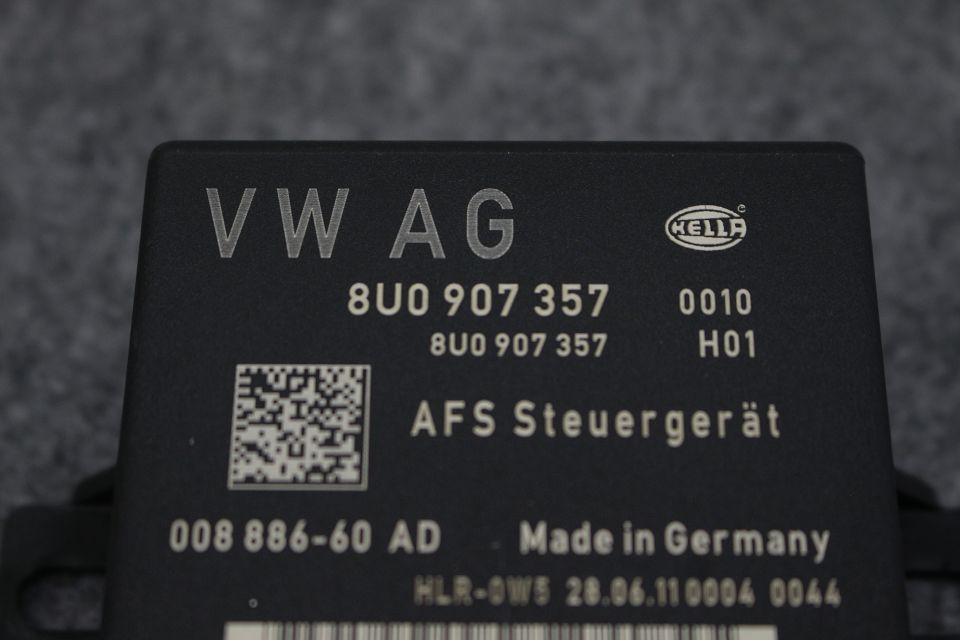 VW AG
HELLA
8U0 907 357 0010
8U0 907 357 H01
AFS Steuergerät
008 886-60 AD Made in Germany
HLR-0W5 28.06.11 0004 0044